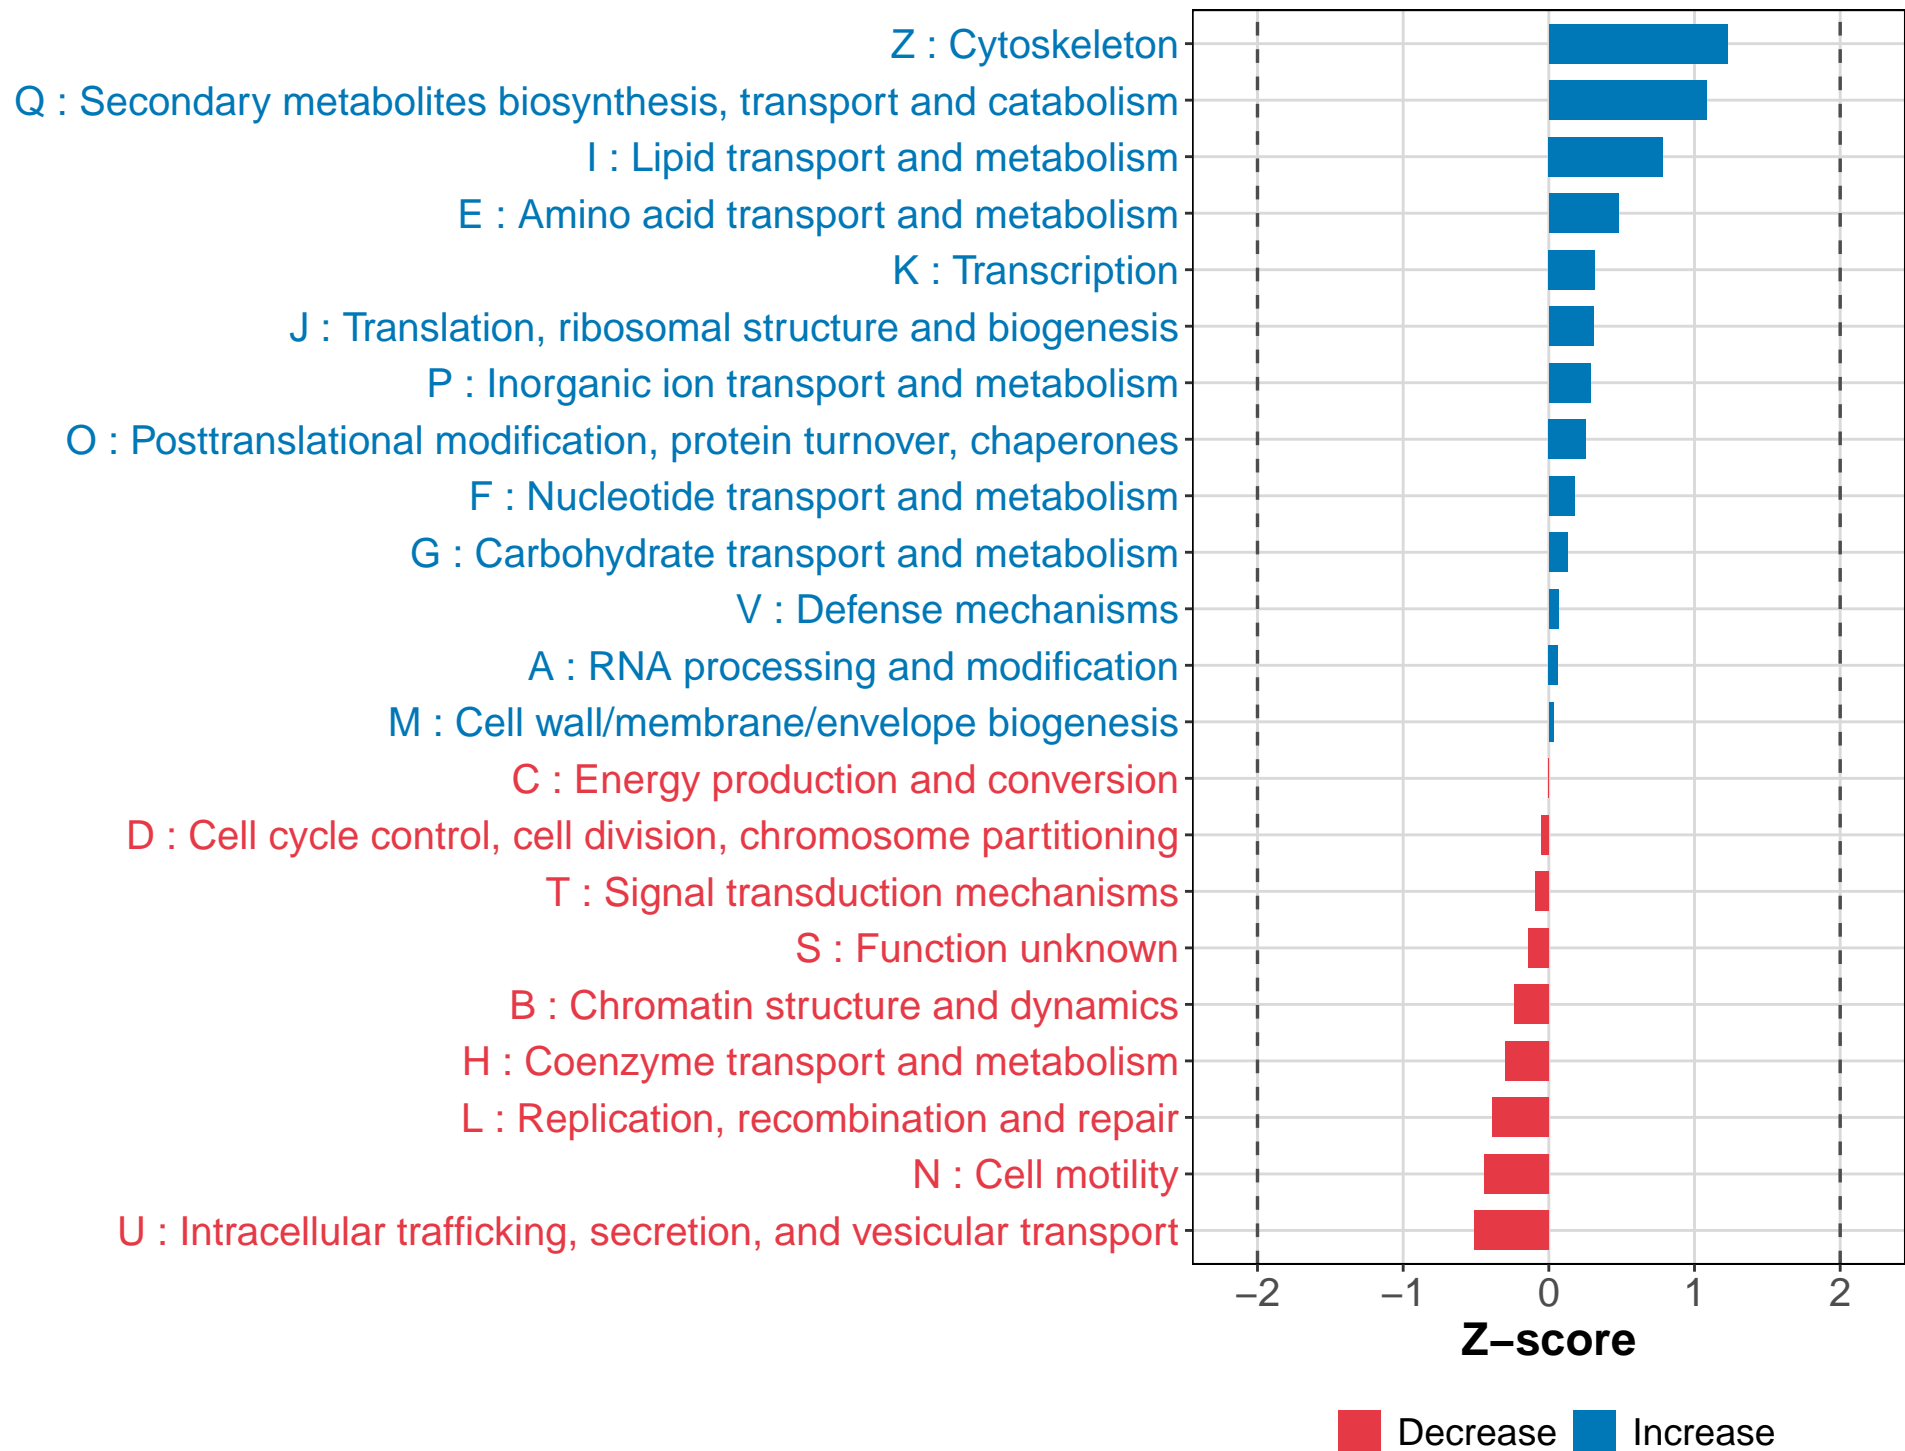 Z : Cytoskeleton
Q : Secondary metabolites biosynthesis, transport and catabolism
I : Lipid transport and metabolism
E : Amino acid transport and metabolism
K : Transcription
J : Translation, ribosomal structure and biogenesis
P : Inorganic ion transport and metabolism
O : Posttranslational modification, protein turnover, chaperones
F : Nucleotide transport and metabolism
G : Carbohydrate transport and metabolism
V : Defense mechanisms
A : RNA processing and modification
M : Cell wall/membrane/envelope biogenesis
C : Energy production and conversion
D : Cell cycle control, cell division, chromosome partitioning
T : Signal transduction mechanisms
S : Function unknown
B : Chromatin structure and dynamics
H : Coenzyme transport and metabolism
L : Replication, recombination and repair
N : Cell motility
U : Intracellular trafficking, secretion, and vesicular transport
−2 −1 0 1 2
Z−score
Decrease Increase